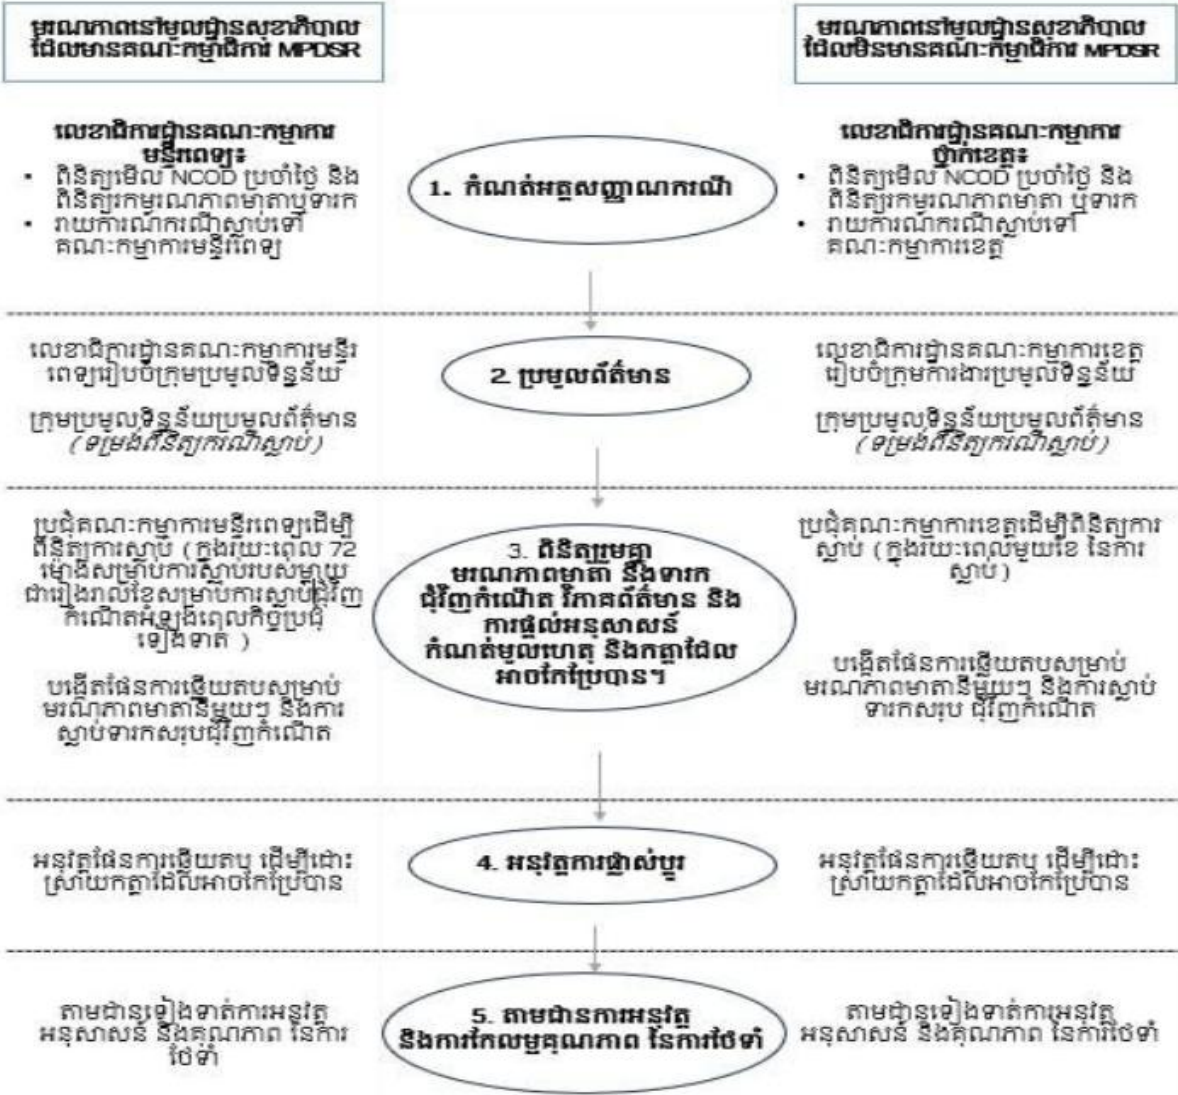 មរណភាពនៅមូលដ្ឋានសុខាភិបាល
ដែលមានគណៈកម្មាធិការ MPDSR
មរណភាពនៅមូលដ្ឋានសុខាភិបាល
ដែលមិនមានគណៈកម្មាធិការ MPDSR
លេខាធិការដ្ឋានគណៈកម្មាការ
មន្ទីរពេទ្យ៖
• ពិនិត្យមើល NCOD ប្រចាំថ្ងៃ និង
ពិនិត្យរកមរណភាពមាតាឬទារក
• រាយការណ៍ករណីស្លាប់ទៅ
គណៈកម្មាការមន្ទីរពេទ្យ
1. កំណត់អត្តសញ្ញាណករណី
លេខាធិការដ្ឋានគណៈកម្មាការ
ថ្នាក់ខេត្ត៖
• ពិនិត្យមើល NCOD ប្រចាំថ្ងៃ និង
ពិនិត្យរកមរណភាពមាតា ឬទារក
• រាយការណ៍ករណីស្លាប់ទៅ
គណៈកម្មាការខេត្ត
លេខាធិការដ្ឋានគណៈកម្មាការមន្ទីរ
ពេទ្យរៀបចំក្រុមប្រមូលទិន្នន័យ
ក្រុមប្រមូលទិន្នន័យប្រមូលព័ត៌មាន
(ទម្រង់ពិនិត្យករណីស្លាប់)
2. ប្រមូលព័ត៌មាន
លេខាធិការដ្ឋានគណៈកម្មាការខេត្ត
រៀបចំក្រុមការងារប្រមូលទិន្នន័យ
ក្រុមប្រមូលទិន្នន័យប្រមូលព័ត៌មាន
(ទម្រង់ពិនិត្យករណីស្លាប់)
ប្រជុំគណៈកម្មាការមន្ទីរពេទ្យដើម្បី
ពិនិត្យការស្លាប់ (ក្នុងរយៈពេល 72
ម៉ោងសម្រាប់ការស្លាប់របស់ម្តាយ
ជារៀងរាល់ខែសម្រាប់ការស្លាប់ជុំវិញ
កំណើតអំឡុងពេលកិច្ចប្រជុំ
ទៀងទាត់ )
បង្កើតផែនការឆ្លើយតបសម្រាប់
មរណភាពមាតានីមួយៗ និងការ
ស្លាប់ទារកសរុបជុំវិញកំណើត
3. ពិនិត្យរួមគ្នា
មរណភាពមាតា និងទារក
ជុំវិញកំណើត វិភាគព័ត៌មាន និង
ការផ្តល់អនុសាសន៍
កំណត់មូលហេតុ និងកត្តាដែល
អាចកែប្រែបាន។
ប្រជុំគណៈកម្មាការខេត្តដើម្បីពិនិត្យការ
ស្លាប់ (ក្នុងរយៈពេលមួយខែ នៃការ
ស្លាប់)
បង្កើតផែនការឆ្លើយតបសម្រាប់
មរណភាពមាតានីមួយៗ និងការស្លាប់
ទារកសរុប ជុំវិញកំណើត
អនុវត្តផែនការឆ្លើយតប ដើម្បីដោះ
ស្រាយកត្តាដែលអាចកែប្រែបាន
4. អនុវត្តការផ្លាស់ប្តូរ
អនុវត្តផែនការឆ្លើយតប ដើម្បីដោះ
ស្រាយកត្តាដែលអាចកែប្រែបាន
តាមដានទៀងទាត់ការអនុវត្ត
អនុសាសន៍ និងគុណភាព នៃការ
ថែទាំ
5. តាមដានការអនុវត្ត
និងការកែលម្អគុណភាព នៃការថែទាំ
តាមដានទៀងទាត់ការអនុវត្ត
អនុសាសន៍ និងគុណភាព នៃការថែទាំ